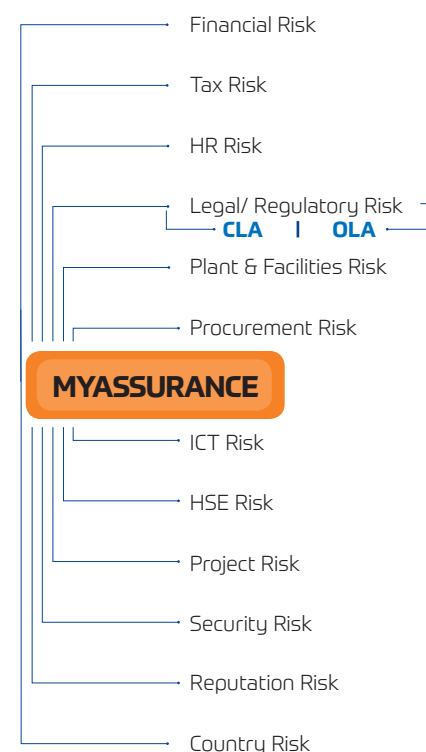 Financial Risk
Tax Risk
HR Risk
Legal/ Regulatory Risk
CLA | OLA
Plant & Facilities Risk
Procurement Risk
MYASSURANCE
ICT Risk
HSE Risk
Project Risk
Security Risk
Reputation Risk
Country Risk